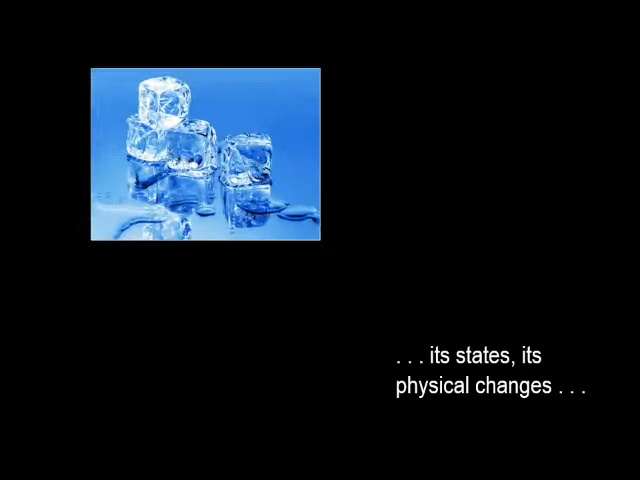 . . . its states, its
physical changes . . .